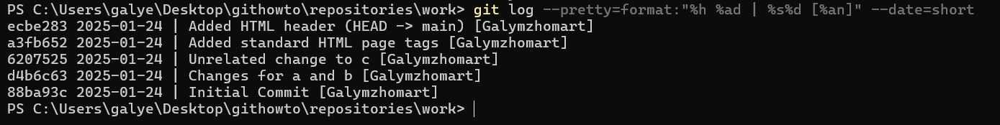 PS C:\Users\galye\Desktop\githowto\repositories\work> git log --pretty=format:"%h %ad | %s%d [%an]" --date=short
ecbe283 2025-01-24 | Added HTML header (HEAD -> main) [Galymzhomart]
a3fb652 2025-01-24 | Added standard HTML page tags [Galymzhomart]
6207525 2025-01-24 | Unrelated change to c [Galymzhomart]
d4b6c63 2025-01-24 | Changes for a and b [Galymzhomart]
88ba93c 2025-01-24 | Initial Commit [Galymzhomart]
PS C:\Users\galye\Desktop\githowto\repositories\work>